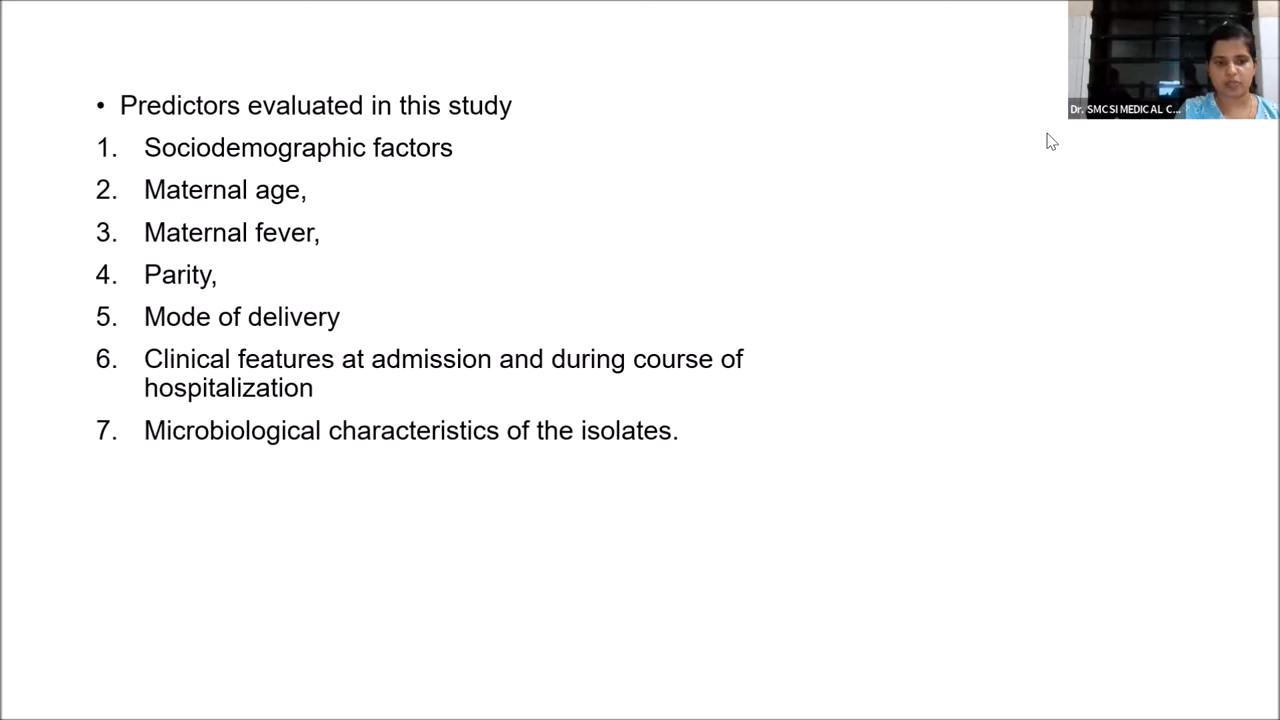 • Predictors evaluated in this study
1. Sociodemographic factors
2. Maternal age,
3. Maternal fever,
4. Parity,
5. Mode of delivery
6. Clinical features at admission and during course of
hospitalization
7. Microbiological characteristics of the isolates.
Dr. SMCSI MEDICAL C...